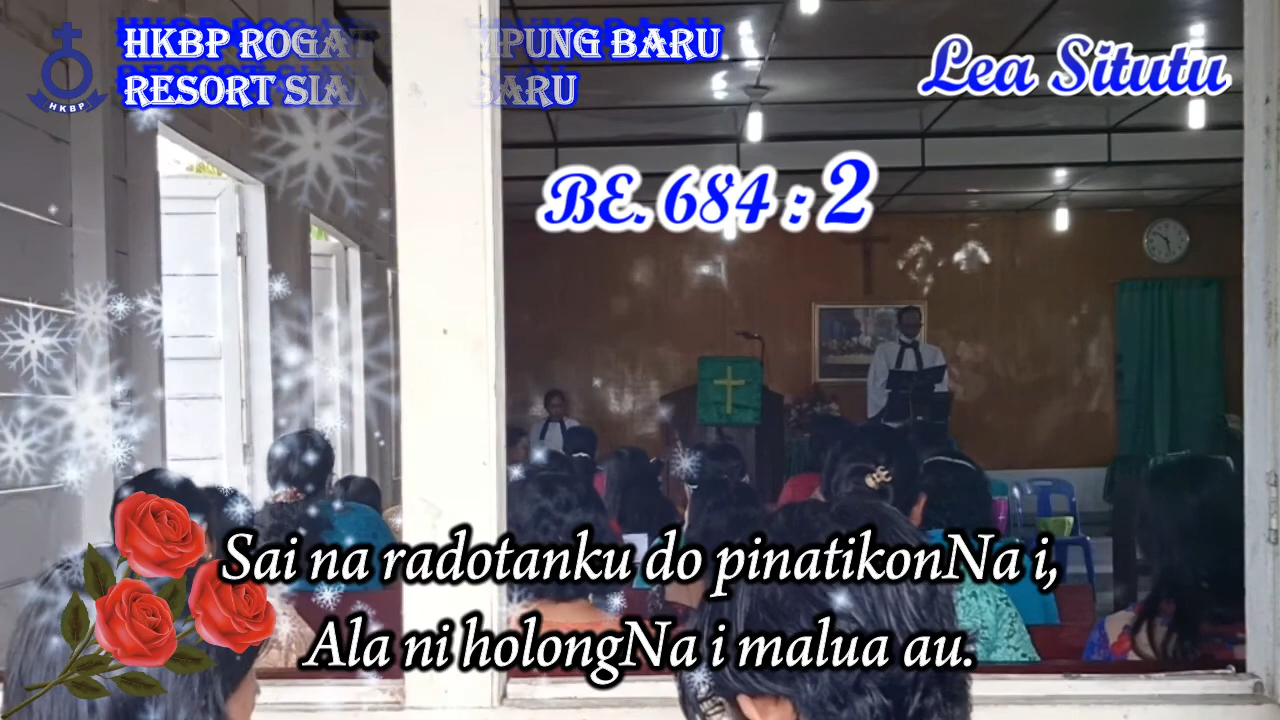 HKBP ROGA MPUNG BARU
RESORT SIAN BARU
HKBP
Lea Situtu
BE. 684 : 2
Sai na radotanku do pinatikonNa i,
Ala ni holongNa i malua au.